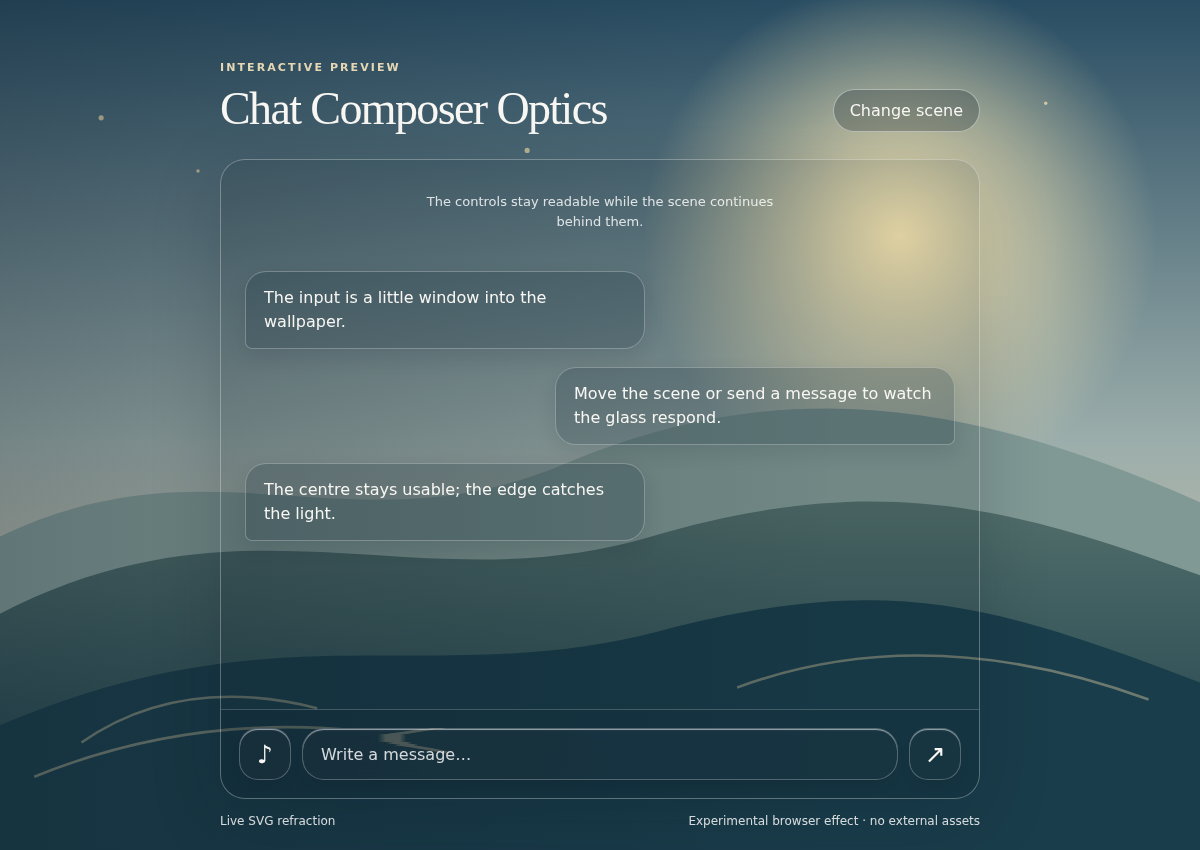 INTERACTIVE PREVIEW
Chat Composer Optics
Change scene
The controls stay readable while the scene continues
behind them.
The input is a little window into the
wallpaper.
Move the scene or send a message to watch
the glass respond.
The centre stays usable; the edge catches
the light.
♪
Write a message…
↗
Live SVG refraction
Experimental browser effect · no external assets